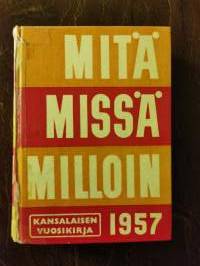 MITÄ
MISSÄ
MILLOIN
KANSALAISEN
VUOSIKIRJA
1957